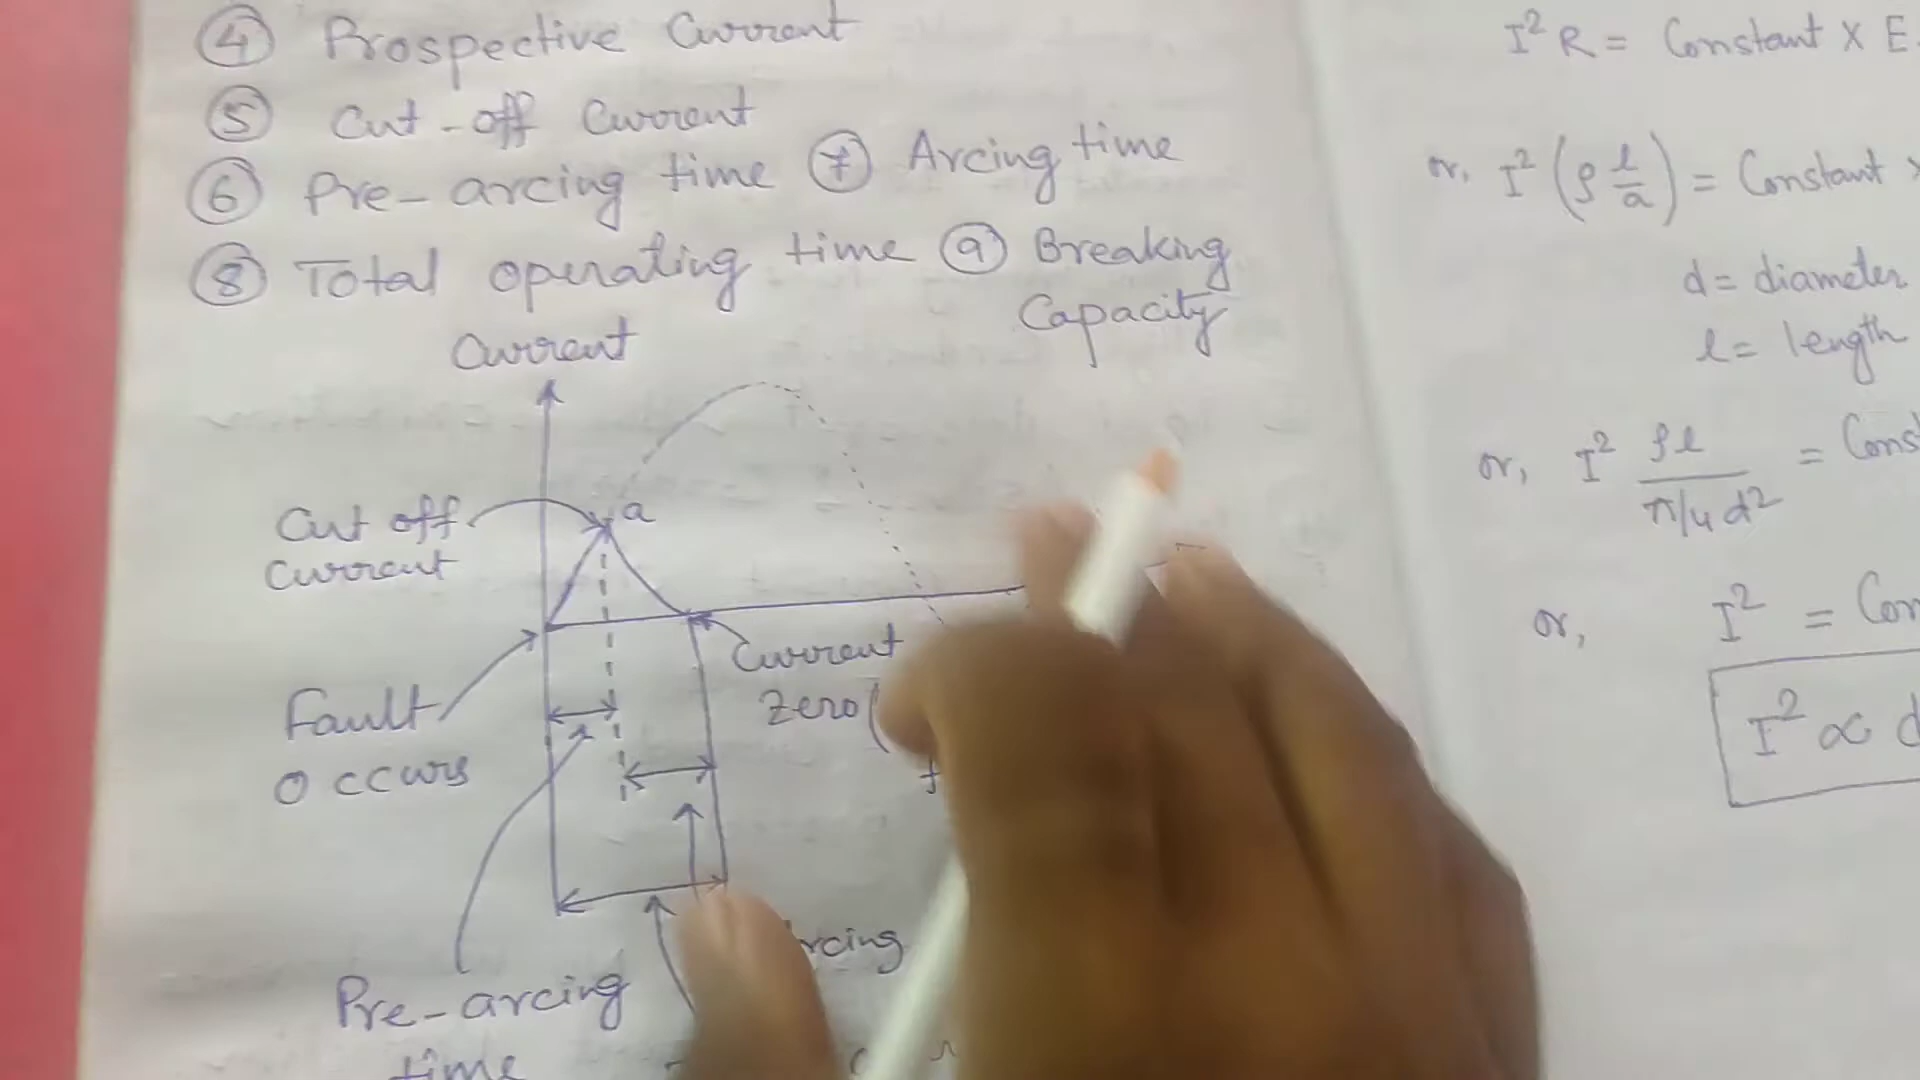 ④ Prospective Current
⑤ Cut-off Current
⑥ Pre-arcing time ⑦ Arcing time
⑧ Total operating time ⑨ Breaking
Capacity
Current
Cut off
Current
a
Fault
Occurs
Current
Zero (
Pre-arcing
time
I² R = Constant × E.
or, I² (ρ l/a) = Constant ×
d = diameter
l = length
or, I² ρl / π/4 d² = Cons
or, I² = Con
I² ∝ d